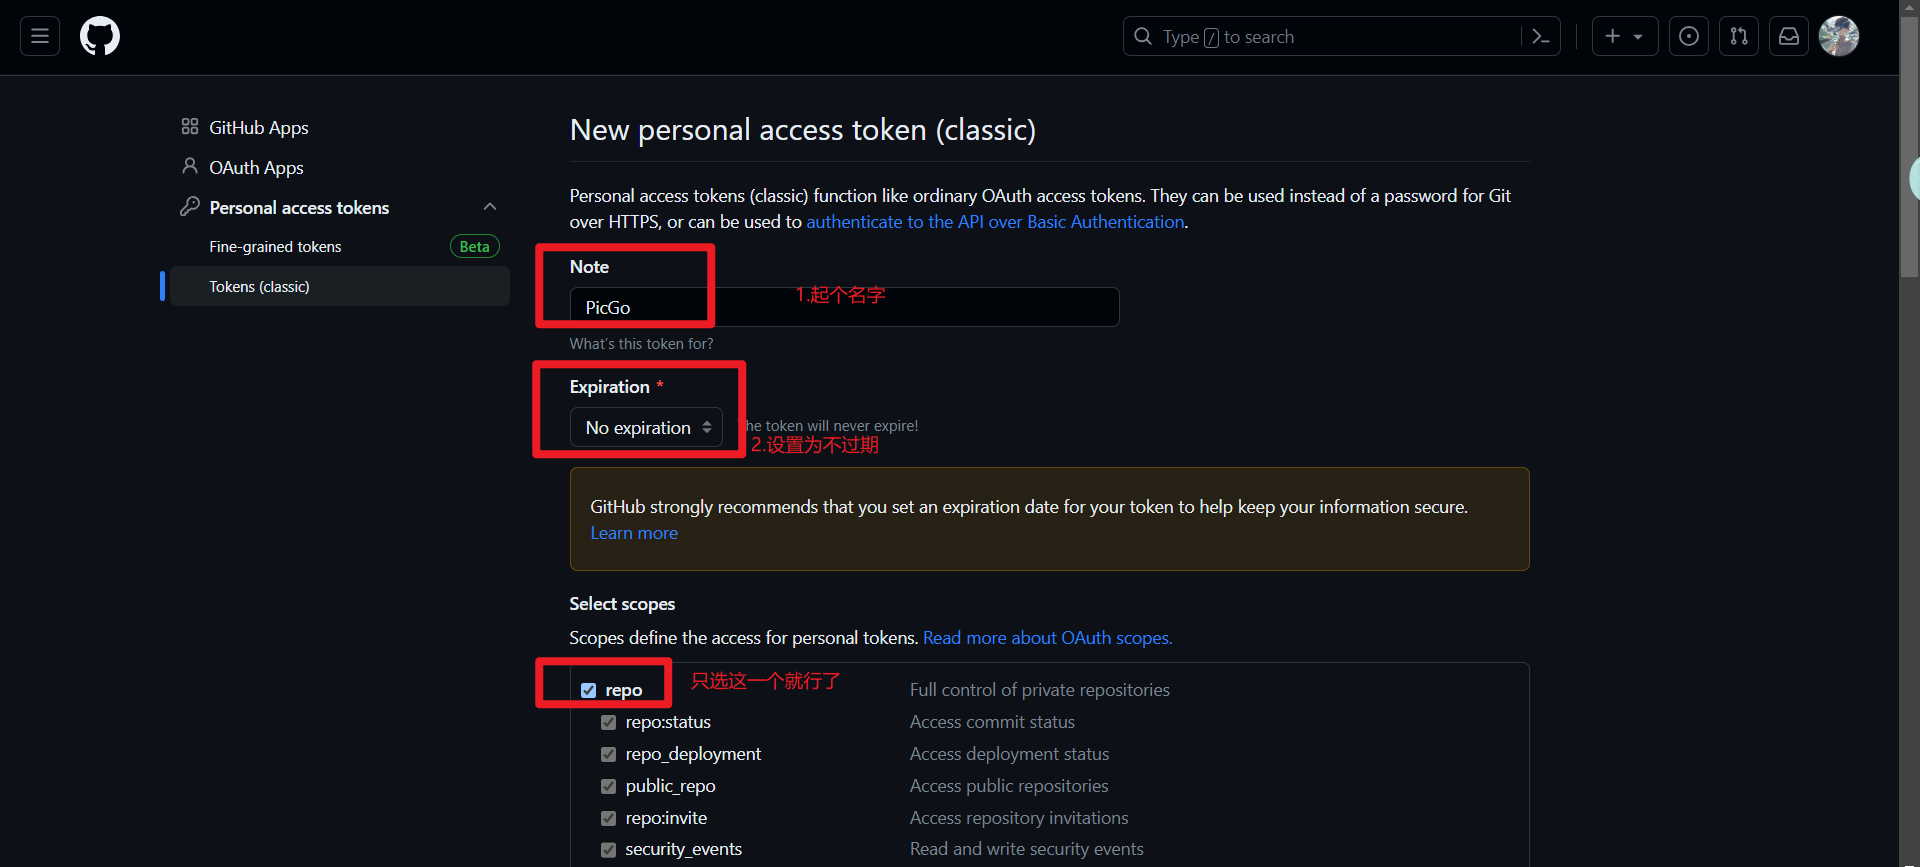 Type / to search
GitHub Apps
OAuth Apps
Personal access tokens
Fine-grained tokens
Beta
Tokens (classic)
New personal access token (classic)
Personal access tokens (classic) function like ordinary OAuth access tokens. They can be used instead of a password for Git
over HTTPS, or can be used to authenticate to the API over Basic Authentication.
Note
PicGo
1.起个名字
What's this token for?
Expiration *
No expiration
he token will never expire!
2.设置为不过期
GitHub strongly recommends that you set an expiration date for your token to help keep your information secure.
Learn more
Select scopes
Scopes define the access for personal tokens. Read more about OAuth scopes.
repo
只选这一个就行了
Full control of private repositories
repo:status
Access commit status
repo_deployment
Access deployment status
public_repo
Access public repositories
repo:invite
Access repository invitations
security_events
Read and write security events